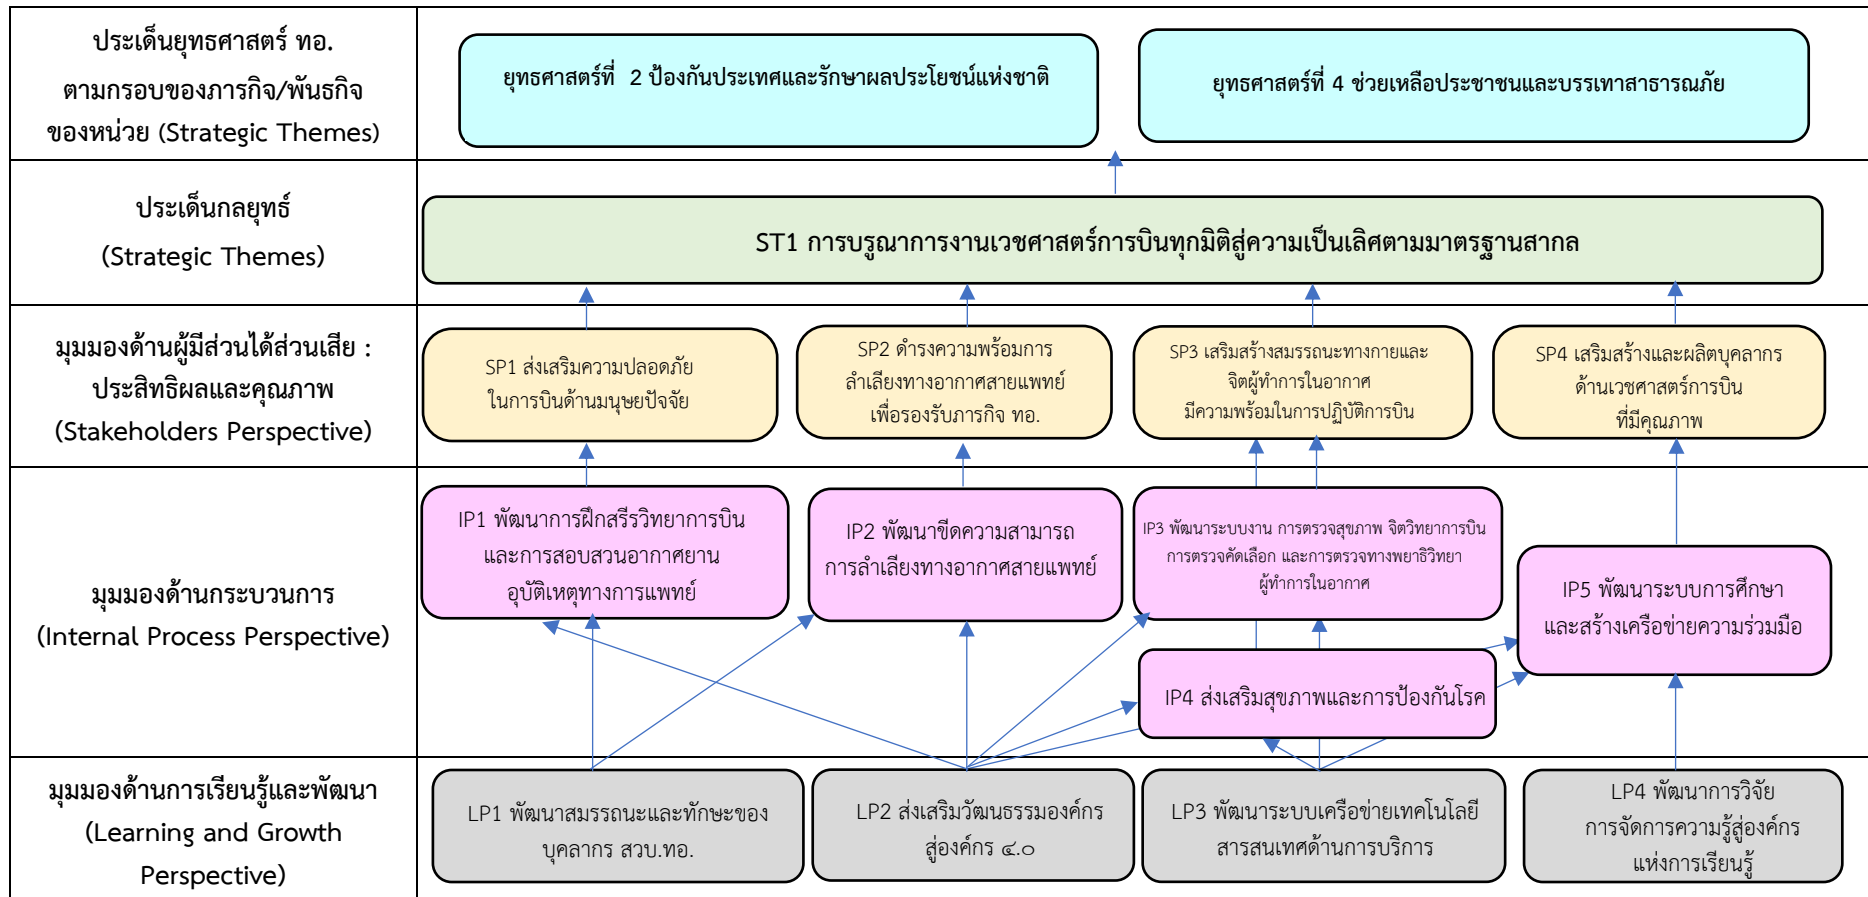 ประเด็นยุทธศาสตร์ ทอ.
ตามกรอบของภารกิจ/พันธกิจ
ของหน่วย (Strategic Themes)
ยุทธศาสตร์ที่  2 ป้องกันประเทศและรักษาผลประโยชน์แห่งชาติ
ยุทธศาสตร์ที่ 4 ช่วยเหลือประชาชนและบรรเทาสาธารณภัย
ประเด็นกลยุทธ์
(Strategic Themes)
ST1 การบรูณาการงานเวชศาสตร์การบินทุกมิติสู่ความเป็นเลิศตามมาตรฐานสากล
มุมมองด้านผู้มีส่วนได้ส่วนเสีย :
ประสิทธิผลและคุณภาพ
(Stakeholders Perspective)
SP1 ส่งเสริมความปลอดภัย
ในการบินด้านมนุษยปัจจัย
SP2 ดำรงความพร้อมการ
ลำเลียงทางอากาศสายแพทย์
เพื่อรองรับภารกิจ ทอ.
SP3 เสริมสร้างสมรรถนะทางกายและ
จิตผู้ทำการในอากาศ
มีความพร้อมในการปฏิบัติการบิน
SP4 เสริมสร้างและผลิตบุคลากร
ด้านเวชศาสตร์การบิน
ที่มีคุณภาพ
มุมมองด้านกระบวนการ
(Internal Process Perspective)
IP1 พัฒนาการฝึกสรีรวิทยาการบิน
และการสอบสวนอากาศยาน
อุบัติเหตุทางการแพทย์
IP2 พัฒนาขีดความสามารถ
การลำเลียงทางอากาศสายแพทย์
IP3 พัฒนาระบบงาน การตรวจสุขภาพ จิตวิทยาการบิน
การตรวจคัดเลือก และการตรวจทางพยาธิวิทยา
ผู้ทำการในอากาศ
IP4 ส่งเสริมสุขภาพและการป้องกันโรค
IP5 พัฒนาระบบการศึกษา
และสร้างเครือข่ายความร่วมมือ
มุมมองด้านการเรียนรู้และพัฒนา
(Learning and Growth
Perspective)
LP1 พัฒนาสมรรถนะและทักษะของ
บุคลากร สวบ.ทอ.
LP2 ส่งเสริมวัฒนธรรมองค์กร
สู่องค์กร ๔.๐
LP3 พัฒนาระบบเครือข่ายเทคโนโลยี
สารสนเทศด้านการบริการ
LP4 พัฒนาการวิจัย
การจัดการความรู้สู่องค์กร
แห่งการเรียนรู้